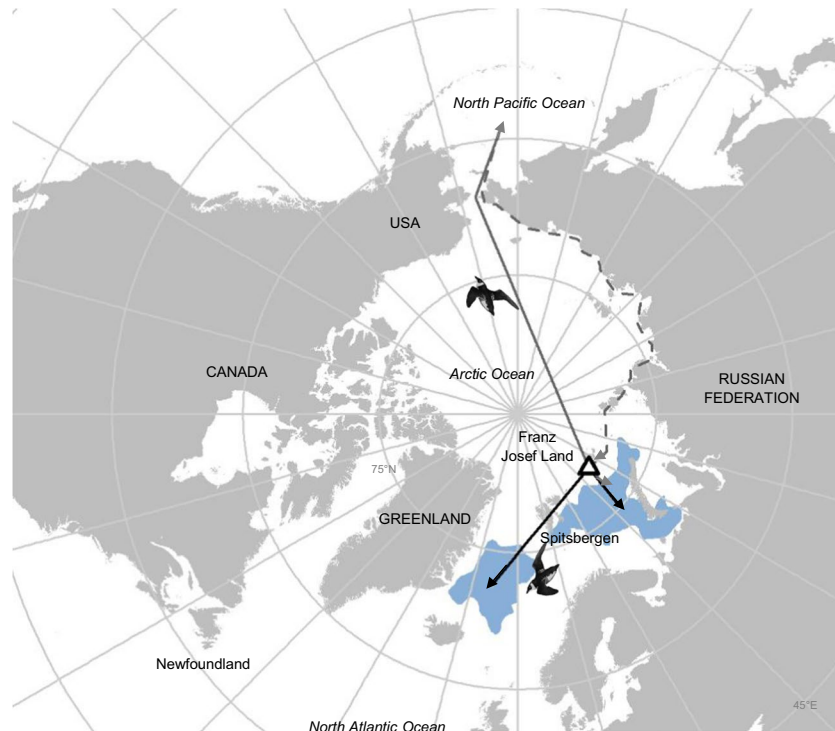 North Pacific Ocean
USA
Arctic Ocean
CANADA
RUSSIAN
FEDERATION
Franz
Josef Land
75°N
GREENLAND
Spitsbergen
Newfoundland
45°E
North Atlantic Ocean